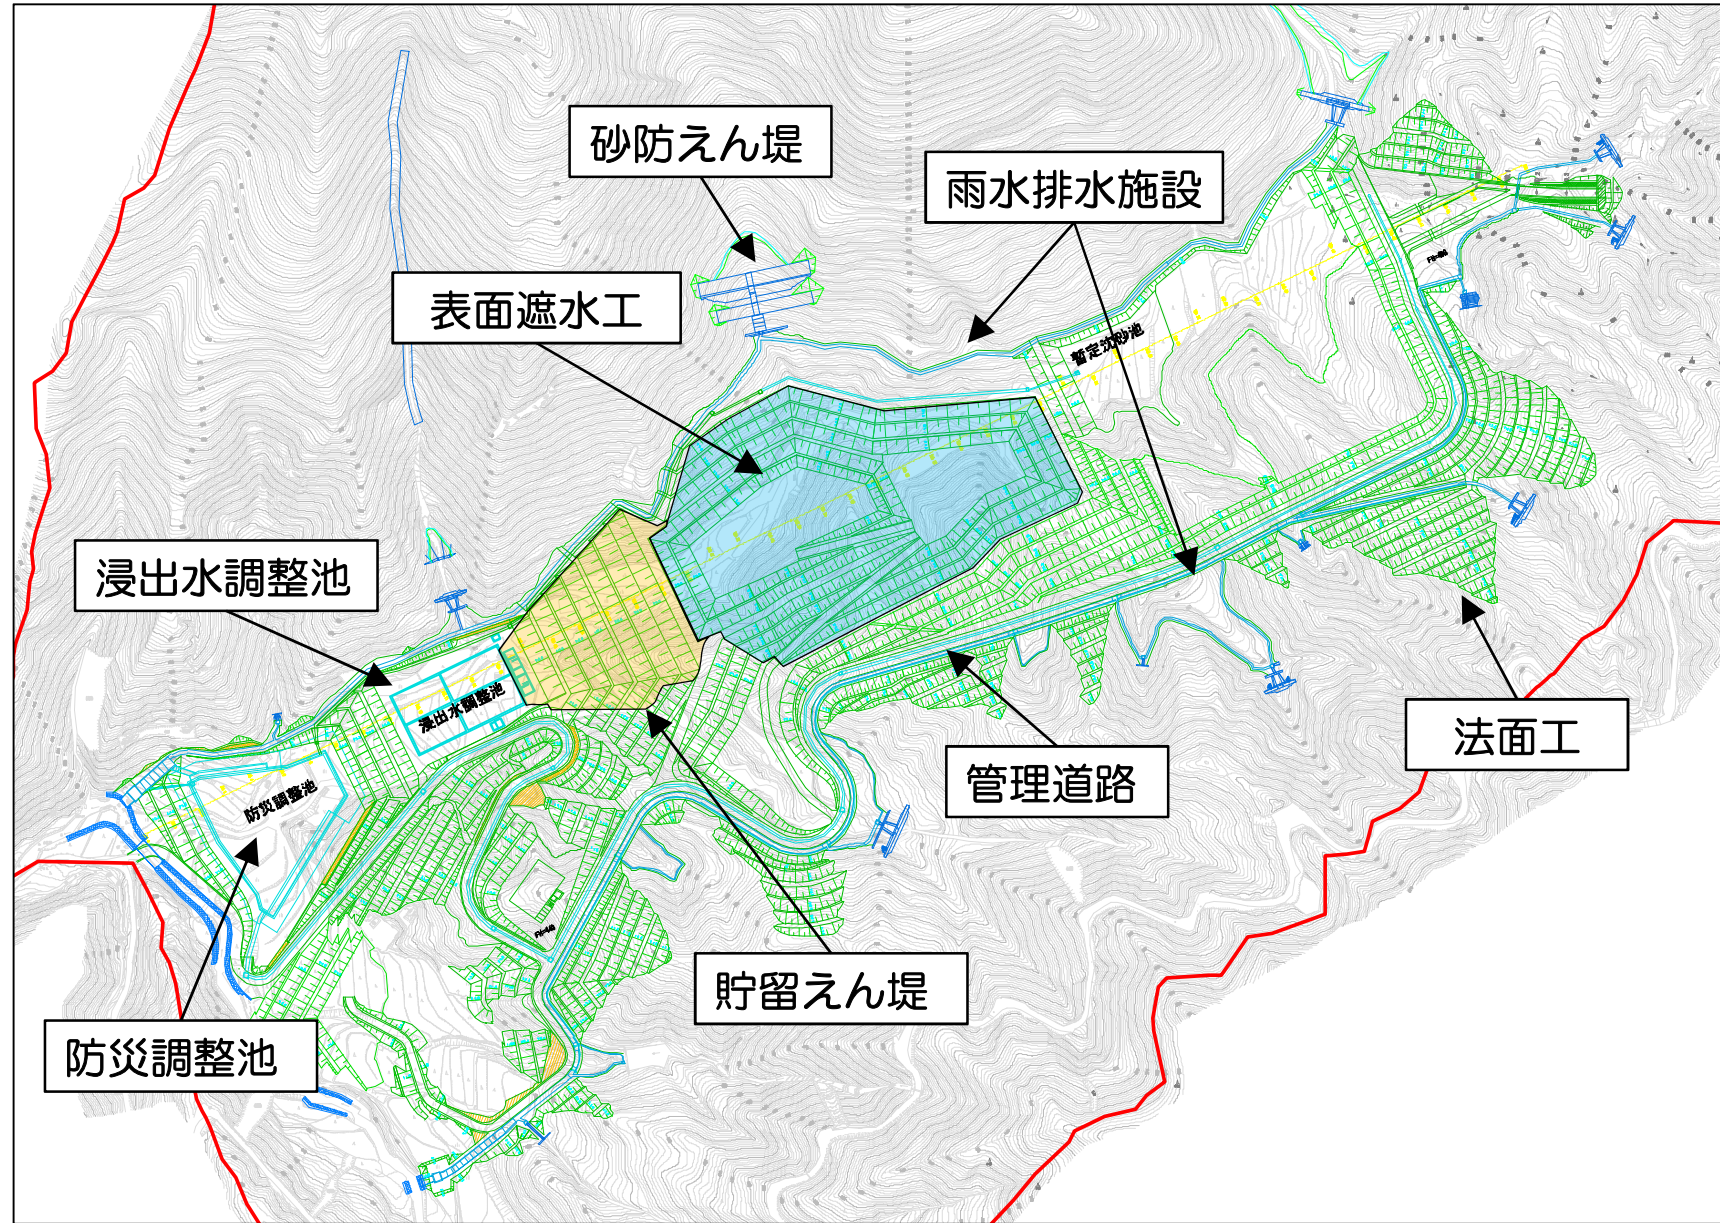 砂防えん堤
雨水排水施設
表面遮水工
暫定沈砂池
浸出水調整池
浸出水調整池
法面工
管理道路
防災調整池
貯留えん堤
防災調整池